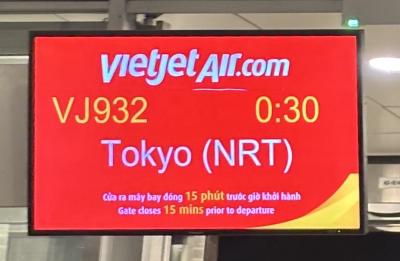 vietjetAir.com
VJ932 0:30
Tokyo (NRT)
Cửa ra máy bay đóng 15 phút trước giờ khởi hành
Gate closes 15 mins prior to departure